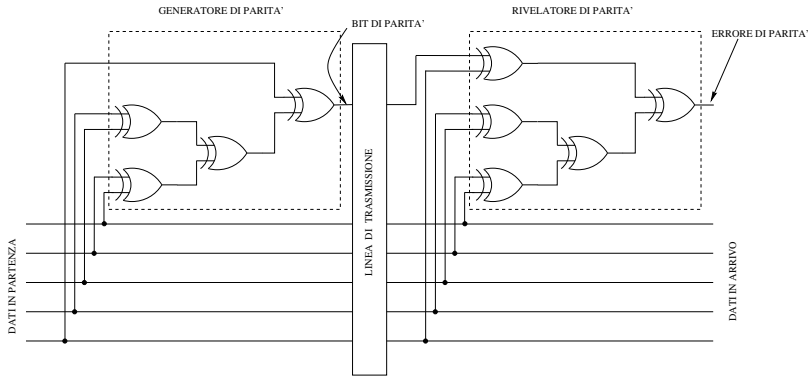 GENERATORE DI PARITA'
RIVELATORE DI PARITA'
BIT DI PARITA'
ERRORE DI PARITA'
LINEA DI TRASMISSIONE
DATI IN PARTENZA
DATI IN ARRIVO